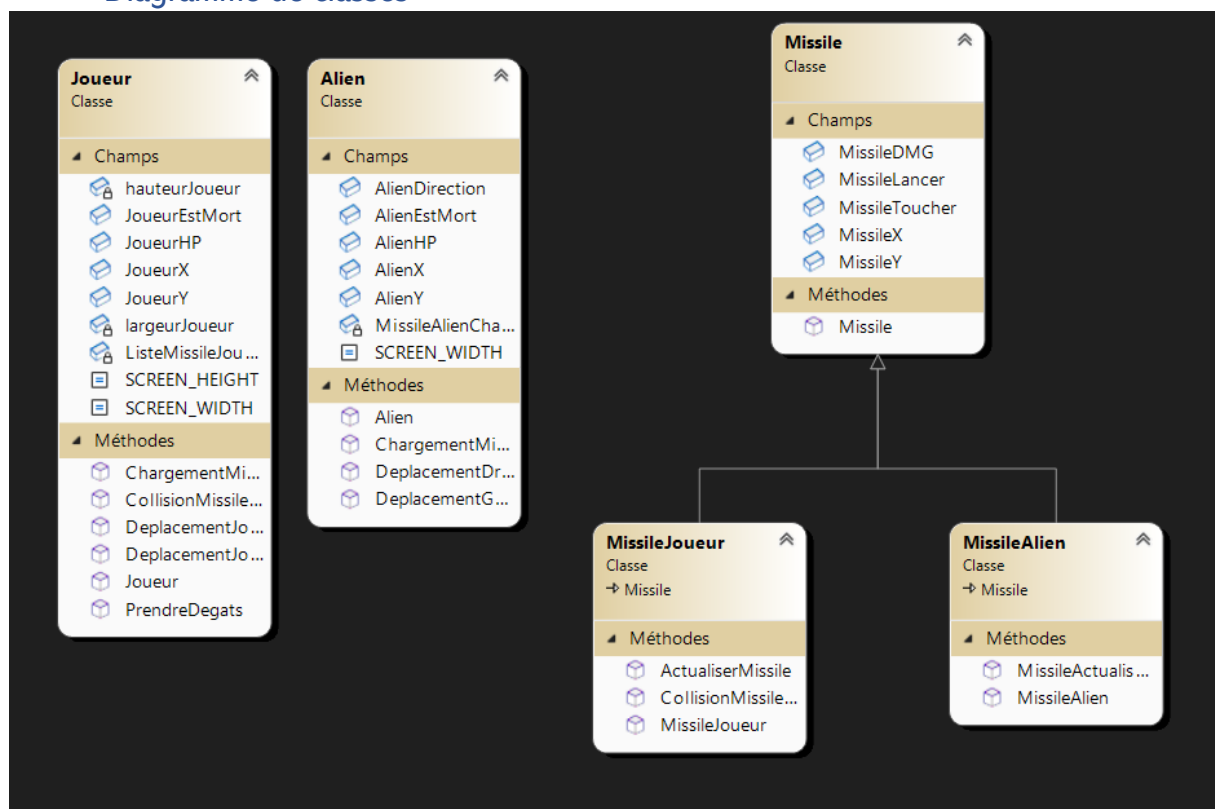 Diagramme de classes
Joueur
Classe
Champs
hauteurJoueur
JoueurEstMort
JoueurHP
JoueurX
JoueurY
largeurJoueur
ListeMissileJou...
SCREEN_HEIGHT
SCREEN_WIDTH
Méthodes
ChargementMi...
CollisionMissile...
DeplacementJo...
DeplacementJo...
Joueur
PrendreDegats
Alien
Classe
Champs
AlienDirection
AlienEstMort
AlienHP
AlienX
AlienY
MissileAlienCha...
SCREEN_WIDTH
Méthodes
Alien
ChargementMi...
DeplacementDr...
DeplacementG...
Missile
Classe
Champs
MissileDMG
MissileLancer
MissileToucher
MissileX
MissileY
Méthodes
Missile
MissileJoueur
Classe
Missile
Méthodes
ActualiserMissile
CollisionMissile...
MissileJoueur
MissileAlien
Classe
Missile
Méthodes
MissileActualis...
MissileAlien